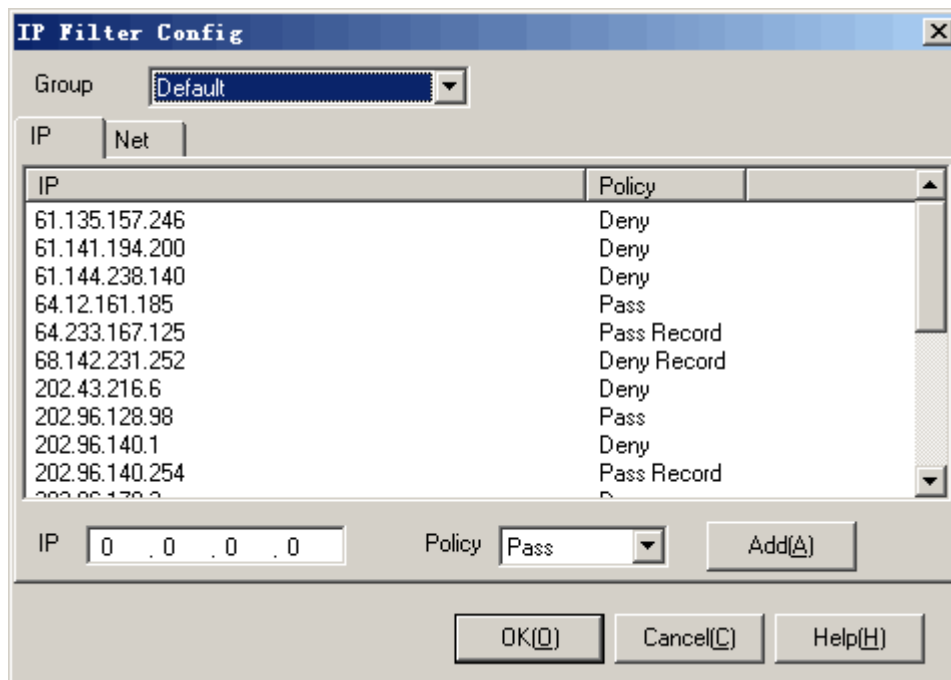 IP Filter Config
Group Default
IP Net
IP Policy
61.135.157.246 Deny
61.141.194.200 Deny
61.144.238.140 Deny
64.12.161.185 Pass
64.233.167.125 Pass Record
68.142.231.252 Deny Record
202.43.216.6 Deny
202.96.128.98 Pass
202.96.140.1 Deny
202.96.140.254 Pass Record
IP 0 . 0 . 0 . 0 Policy Pass Add(A)
OK(O) Cancel(C) Help(H)